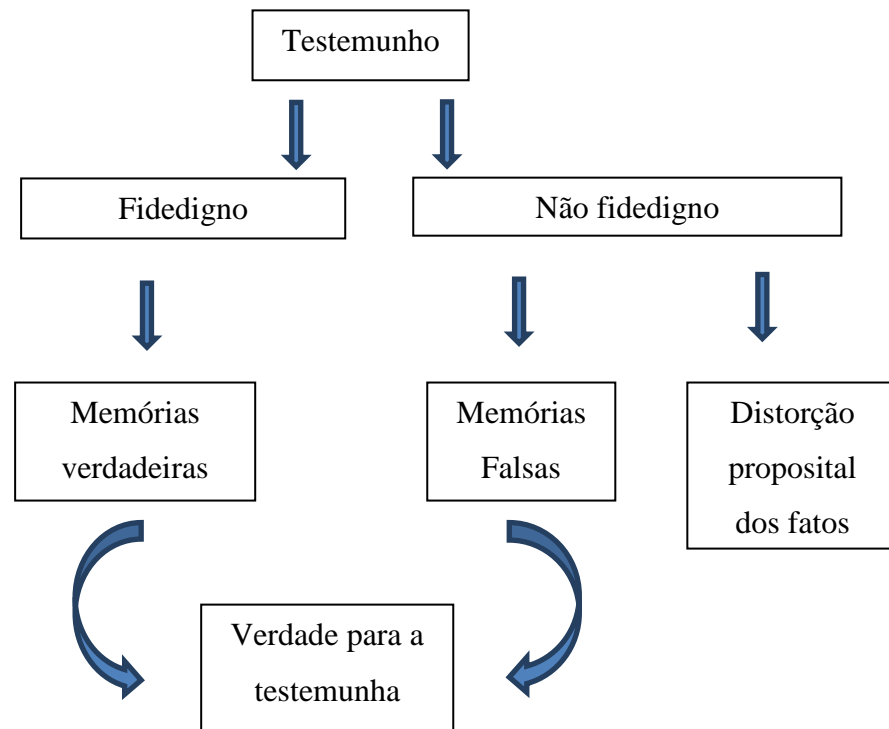 Testemunho
Fidedigno
Não fidedigno
Memórias
verdadeiras
Memórias
Falsas
Distorção
proposital
dos fatos
Verdade para a
testemunha